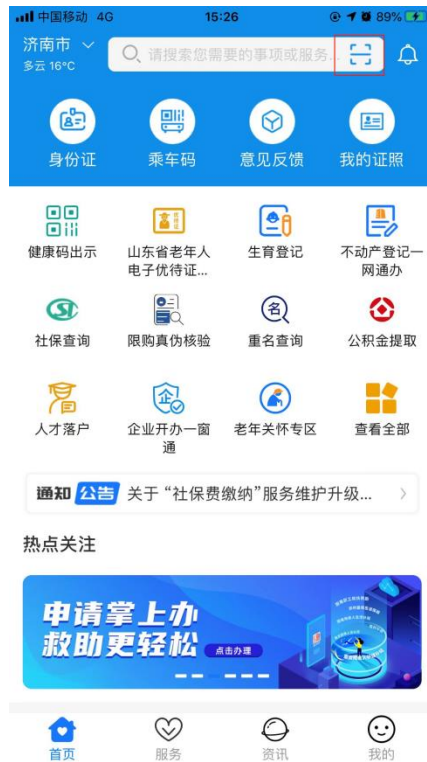 中国移动 4G 15:26 89%
济南市
多云 16°C
请搜索您需要的事项或服务...
身份证 乘车码 意见反馈 我的证照
健康码出示 山东省老年人 生育登记 不动产登记一
电子优待证... 网通办
社保查询 限购真伪核验 重名查询 公积金提取
人才落户 企业开办一窗 老年关怀专区 查看全部
通
通知 公告 关于“社保费缴纳”服务维护升级...
热点关注
申请掌上办
救助更轻松 点击办理
首页 服务 资讯 我的